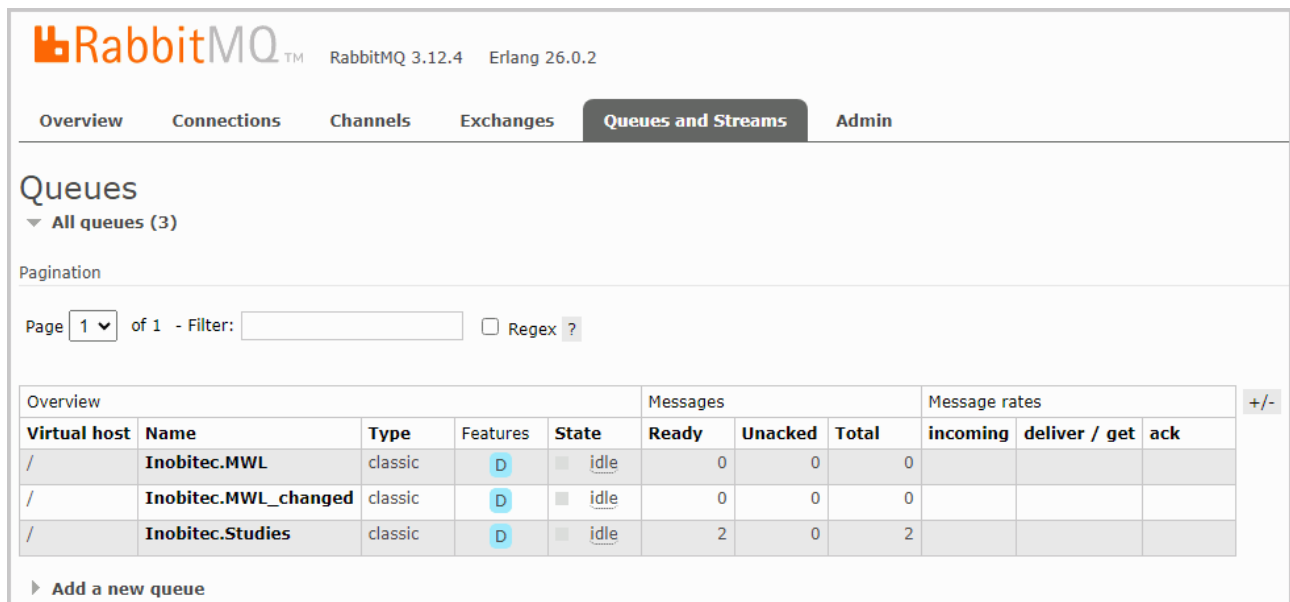 RabbitMQ TM RabbitMQ 3.12.4 Erlang 26.0.2
Overview Connections Channels Exchanges Queues and Streams Admin
Queues
All queues (3)
Pagination
Page 1 of 1 - Filter: Regex ?
Overview Messages Message rates +/-
Virtual host Name Type Features State Ready Unacked Total incoming deliver / get ack
/ Inobitec.MWL classic D idle 0 0 0
/ Inobitec.MWL_changed classic D idle 0 0 0
/ Inobitec.Studies classic D idle 2 0 2
Add a new queue